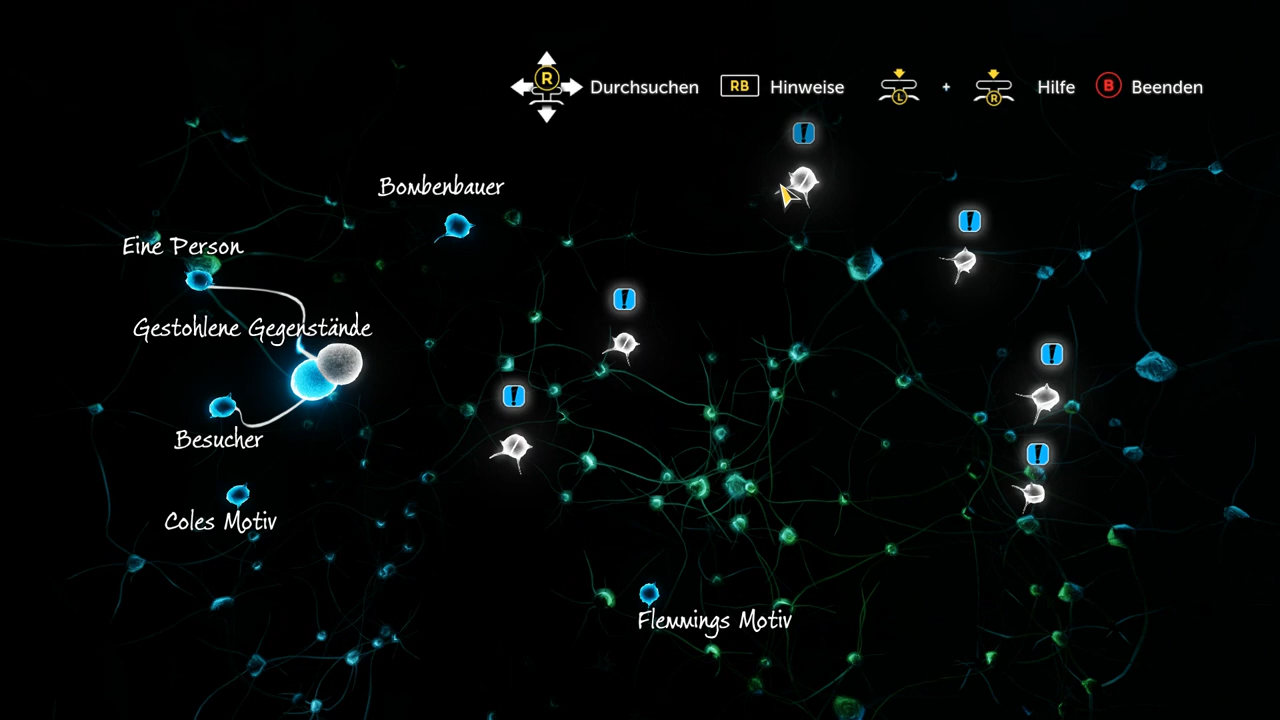 R Durchsuchen RB Hinweise L + R Hilfe B Beenden
!
Bombenbauer
!
Eine Person
!
Gestohlene Gegenstände
!
!
Besucher
!
Coles Motiv
Flemmings Motiv